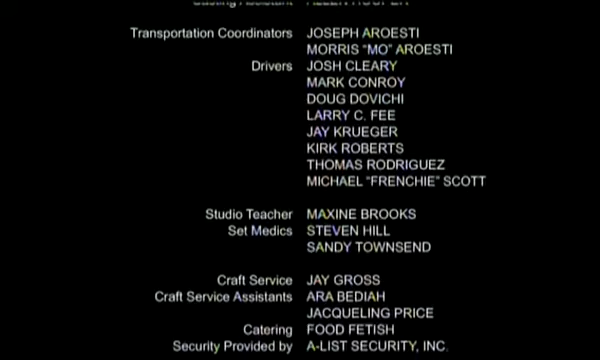 Transportation Coordinators JOSEPH AROESTI
MORRIS "MO" AROESTI
Drivers JOSH CLEARY
MARK CONROY
DOUG DOVICHI
LARRY C. FEE
JAY KRUEGER
KIRK ROBERTS
THOMAS RODRIGUEZ
MICHAEL "FRENCHIE" SCOTT
Studio Teacher MAXINE BROOKS
Set Medics STEVEN HILL
SANDY TOWNSEND
Craft Service JAY GROSS
Craft Service Assistants ARA BEDIAH
JACQUELING PRICE
Catering FOOD FETISH
Security Provided by A-LIST SECURITY, INC.